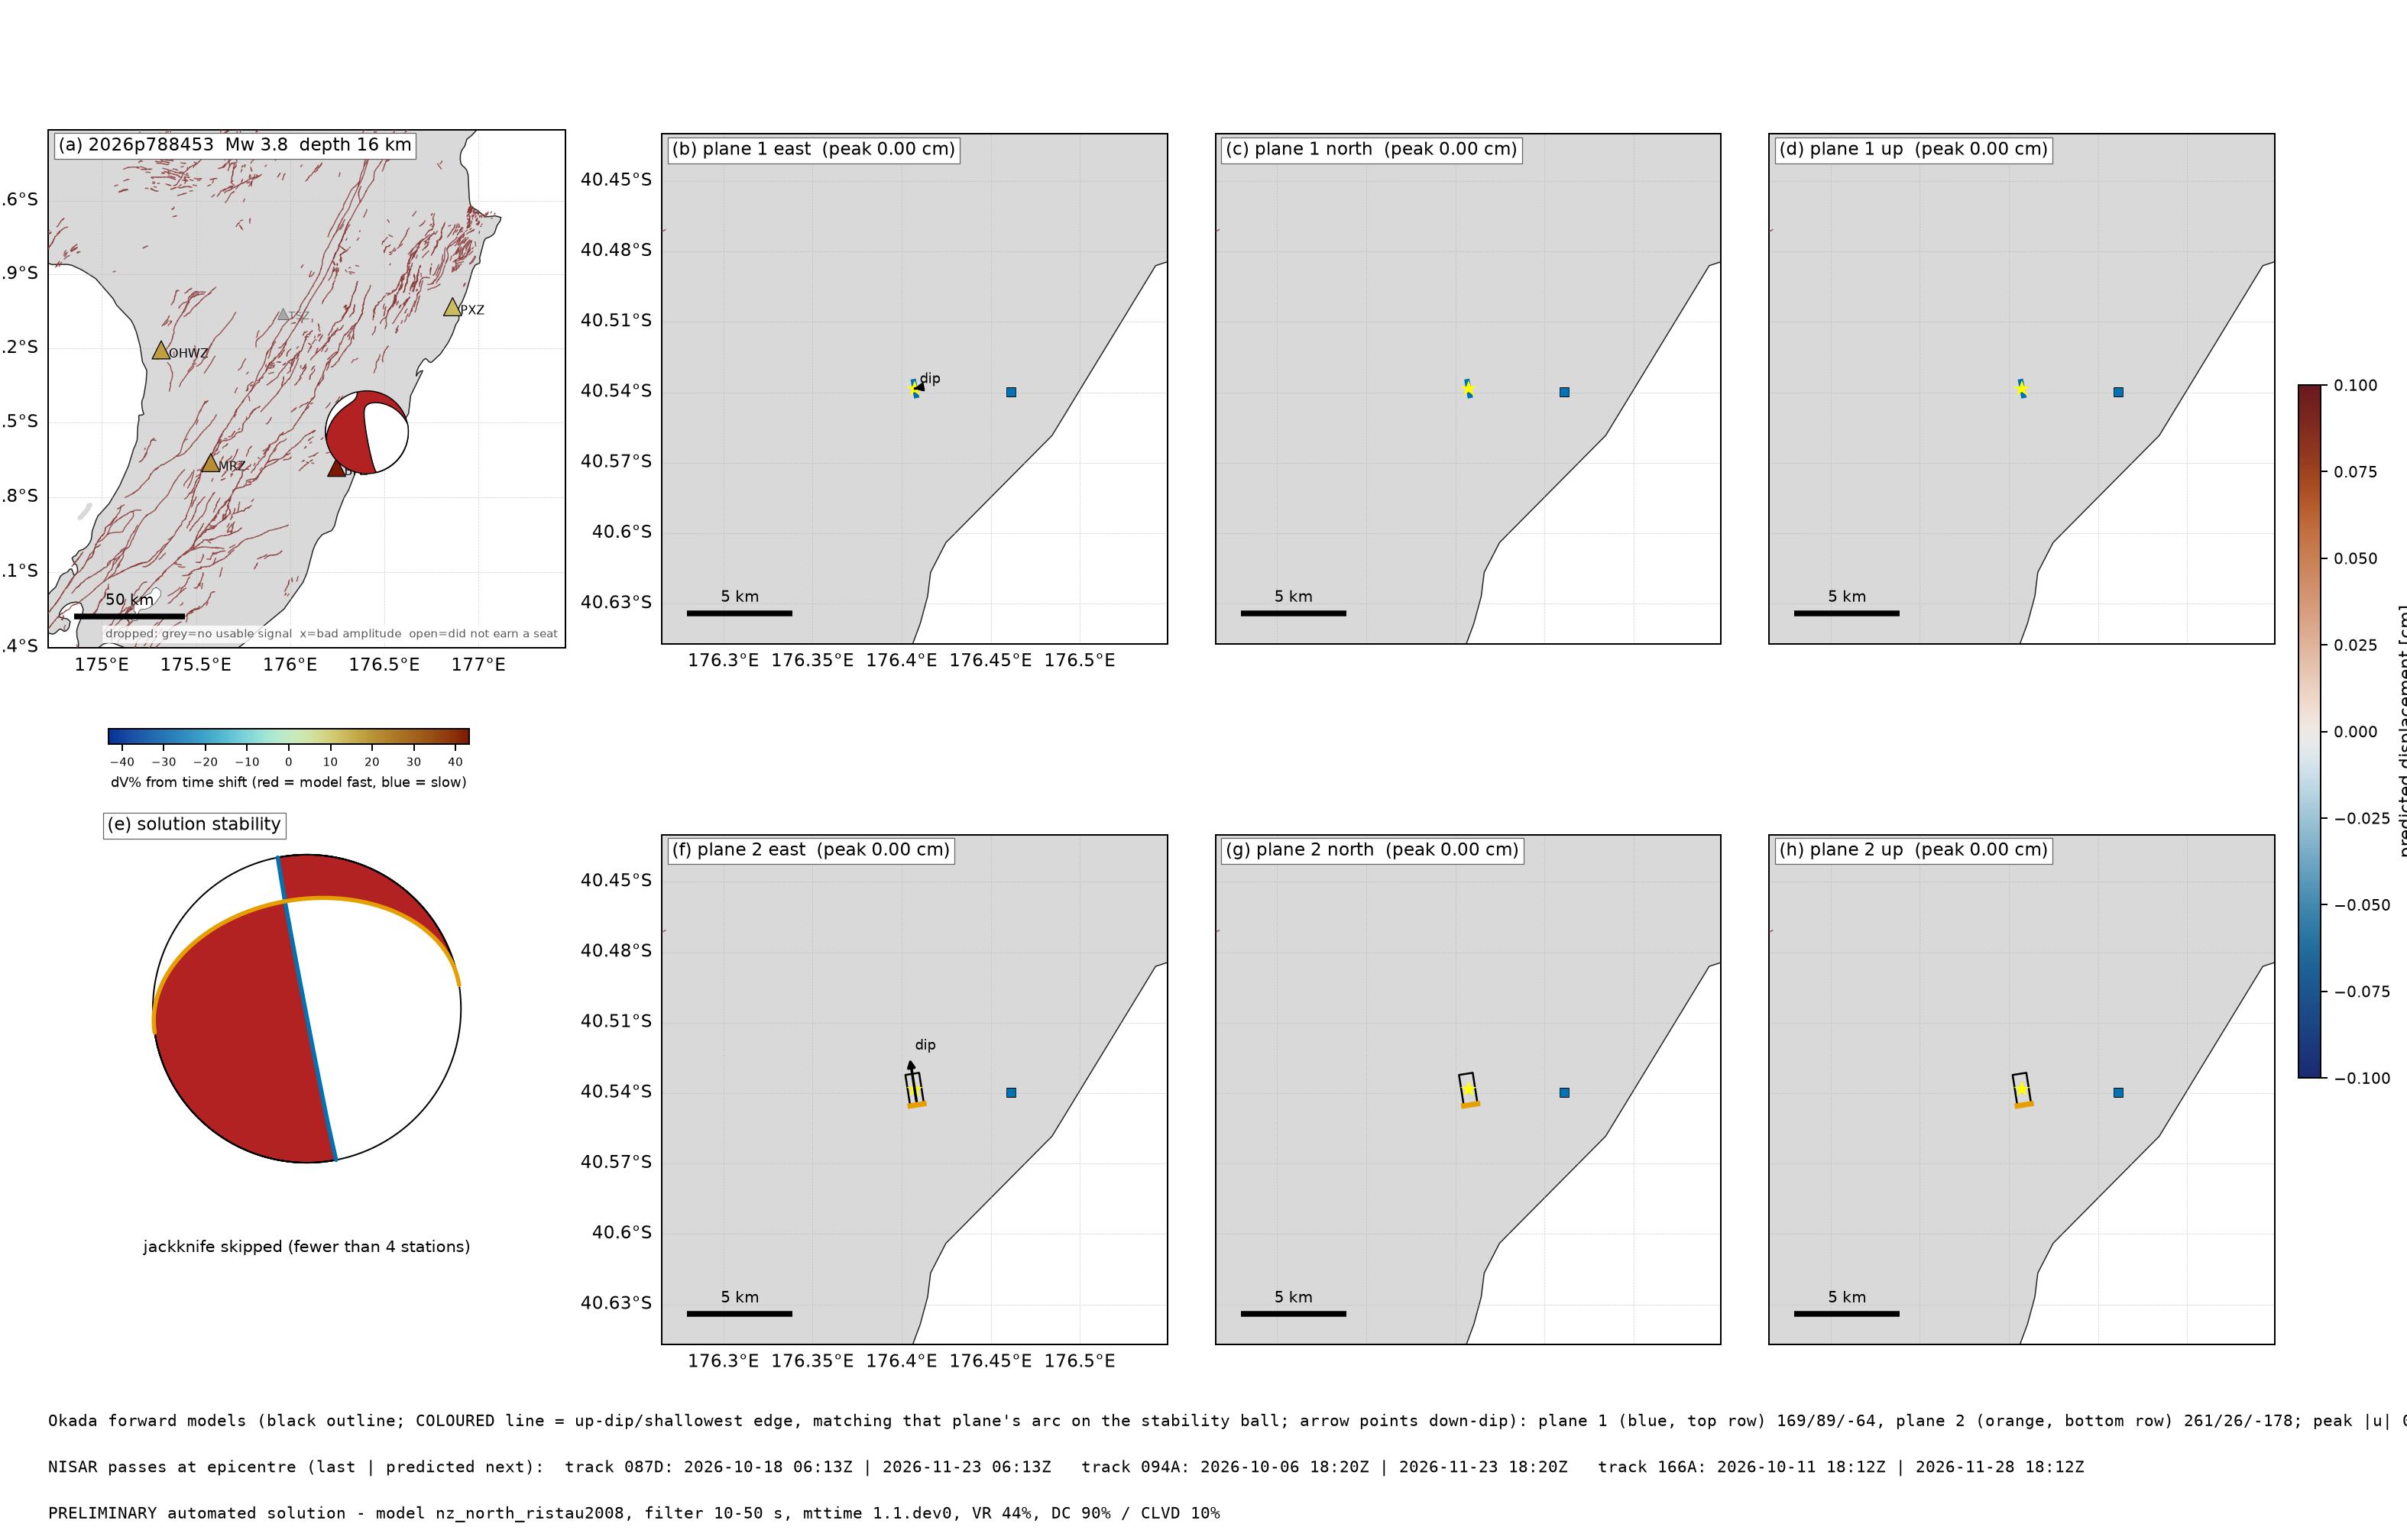 (a) 2026p788453 Mw 3.8 depth 16 km
.6°S
.9°S
.2°S
.5°S
.8°S
.1°S
.4°S
PXZ
TSZ
OHWZ
MRZ
50 km
dropped: grey=no usable signal x=bad amplitude open=did not earn a seat
175°E 175.5°E 176°E 176.5°E 177°E
−40 −30 −20 −10 0 10 20 30 40
dV% from time shift (red = model fast, blue = slow)
(b) plane 1 east (peak 0.00 cm)
40.45°S
40.48°S
40.51°S
40.54°S
40.57°S
40.6°S
40.63°S
dip
5 km
176.3°E 176.35°E 176.4°E 176.45°E 176.5°E
(c) plane 1 north (peak 0.00 cm)
5 km
(d) plane 1 up (peak 0.00 cm)
5 km
0.100
0.075
0.050
0.025
0.000
−0.025
−0.050
−0.075
−0.100
predicted displacement [cm]
(e) solution stability
jackknife skipped (fewer than 4 stations)
(f) plane 2 east (peak 0.00 cm)
40.45°S
40.48°S
40.51°S
40.54°S
40.57°S
40.6°S
40.63°S
dip
5 km
176.3°E 176.35°E 176.4°E 176.45°E 176.5°E
(g) plane 2 north (peak 0.00 cm)
5 km
(h) plane 2 up (peak 0.00 cm)
5 km
Okada forward models (black outline; COLOURED line = up-dip/shallowest edge, matching that plane's arc on the stability ball; arrow points down-dip): plane 1 (blue, top row) 169/89/-64, plane 2 (orange, bottom row) 261/26/-178; peak |u|
NISAR passes at epicentre (last | predicted next): track 087D: 2026-10-18 06:13Z | 2026-11-23 06:13Z track 094A: 2026-10-06 18:20Z | 2026-11-23 18:20Z track 166A: 2026-10-11 18:12Z | 2026-11-28 18:12Z
PRELIMINARY automated solution - model nz_north_ristau2008, filter 10-50 s, mttime 1.1.dev0, VR 44%, DC 90% / CLVD 10%